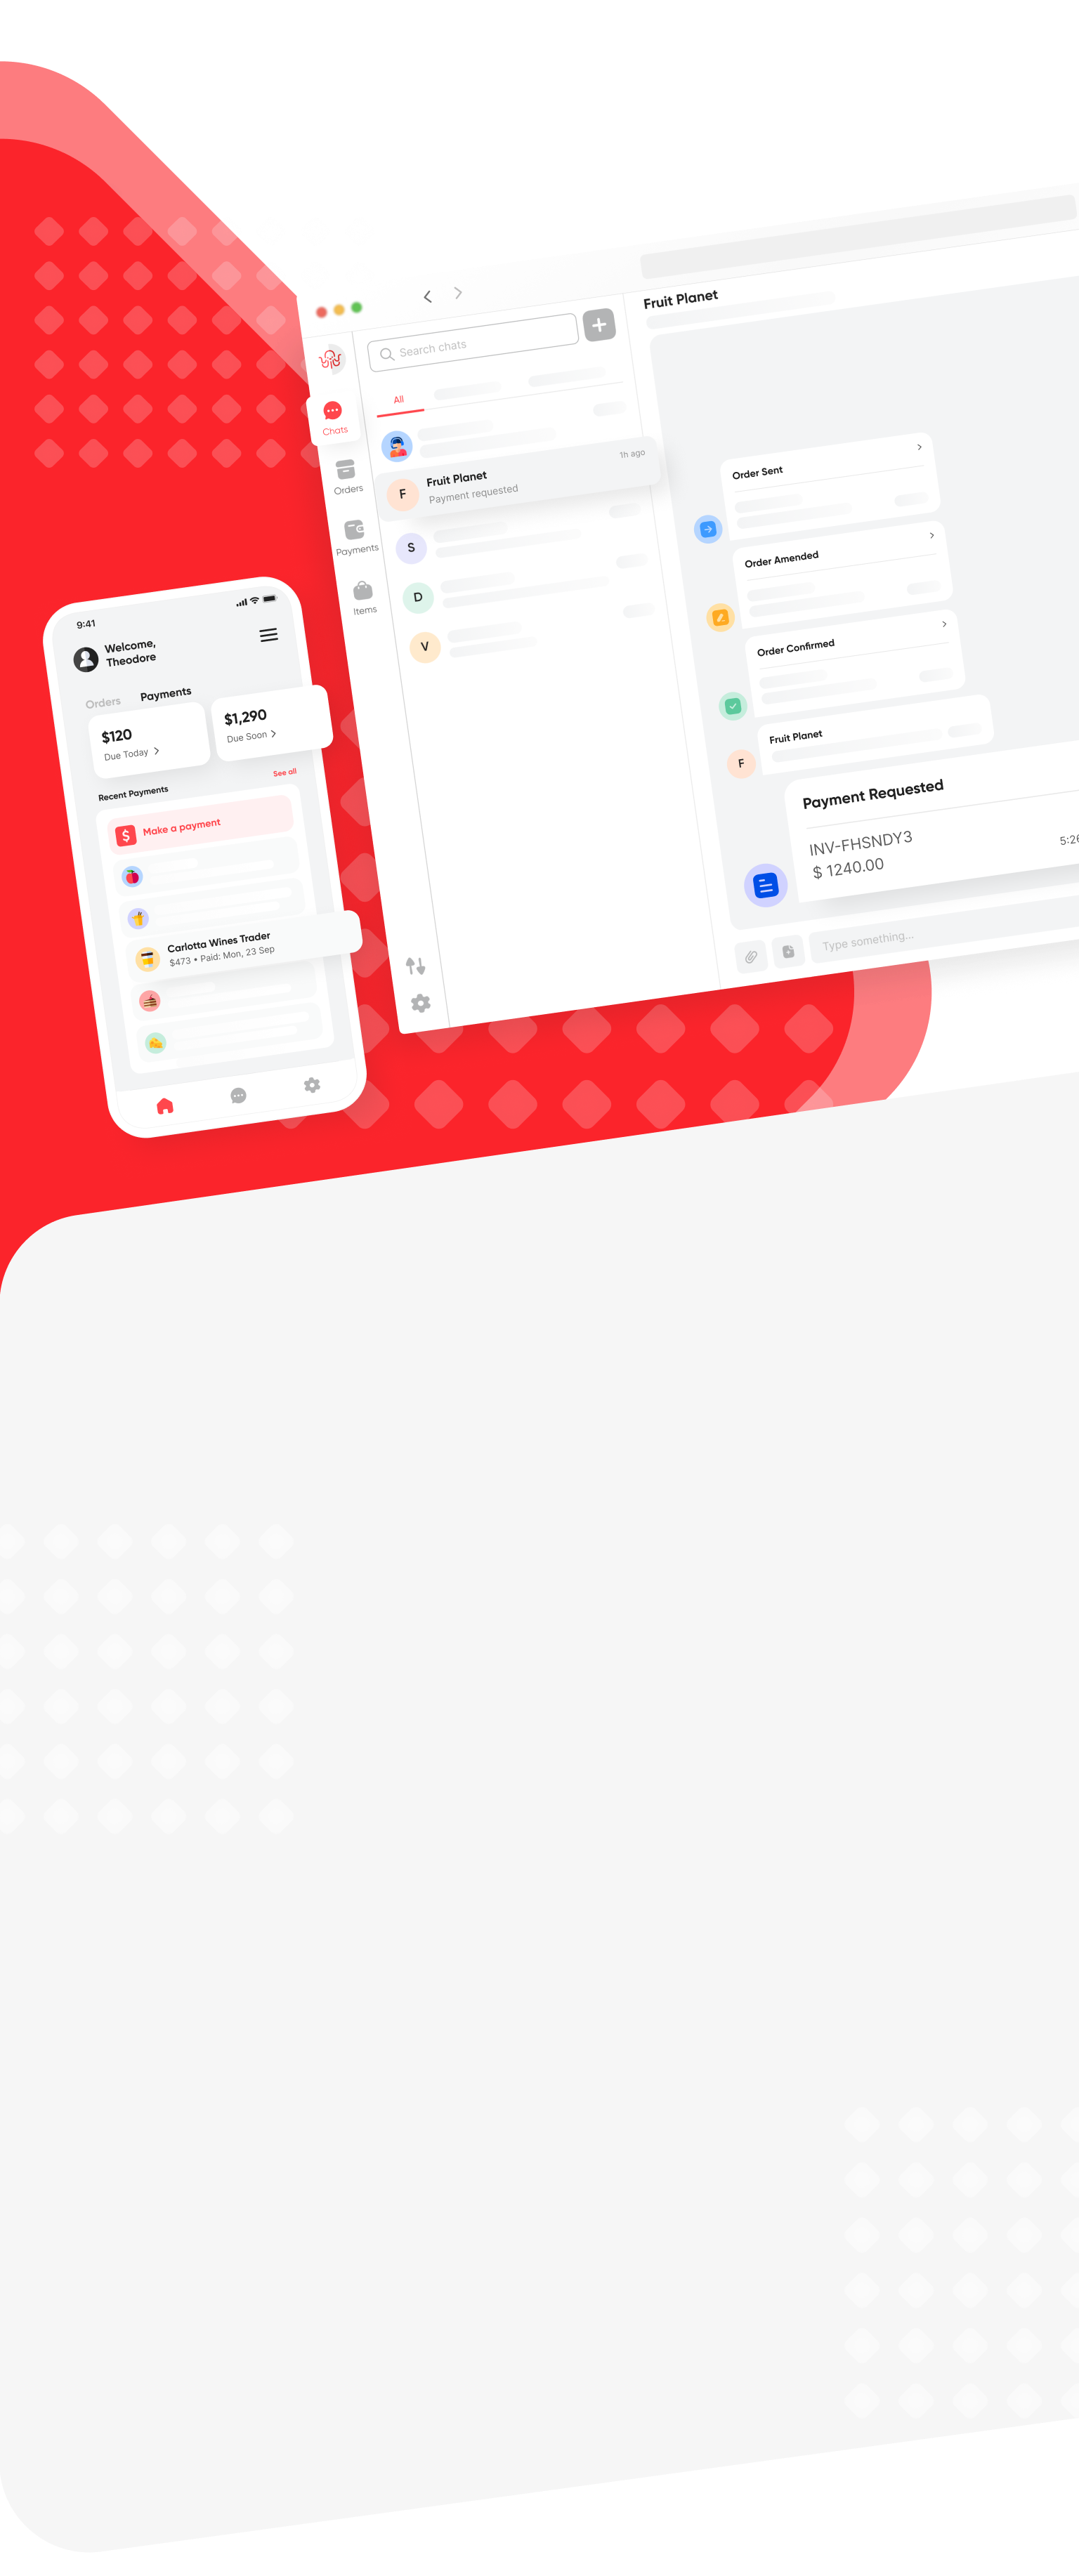 Search chats
All
Chats
Orders
Payments
Items
Fruit Planet
1h ago
F
Payment requested
S
D
V
Fruit Planet
Order Sent
Order Amended
Order Confirmed
F
Fruit Planet
Payment Requested
INV-FHSNDY3
$ 1240.00
5:26
Type something...
9:41
Welcome,
Theodore
Orders
Payments
$120
Due Today
$1,290
Due Soon
Recent Payments
See all
$
Make a payment
Carlotta Wines Trader
$473 • Paid: Mon, 23 Sep